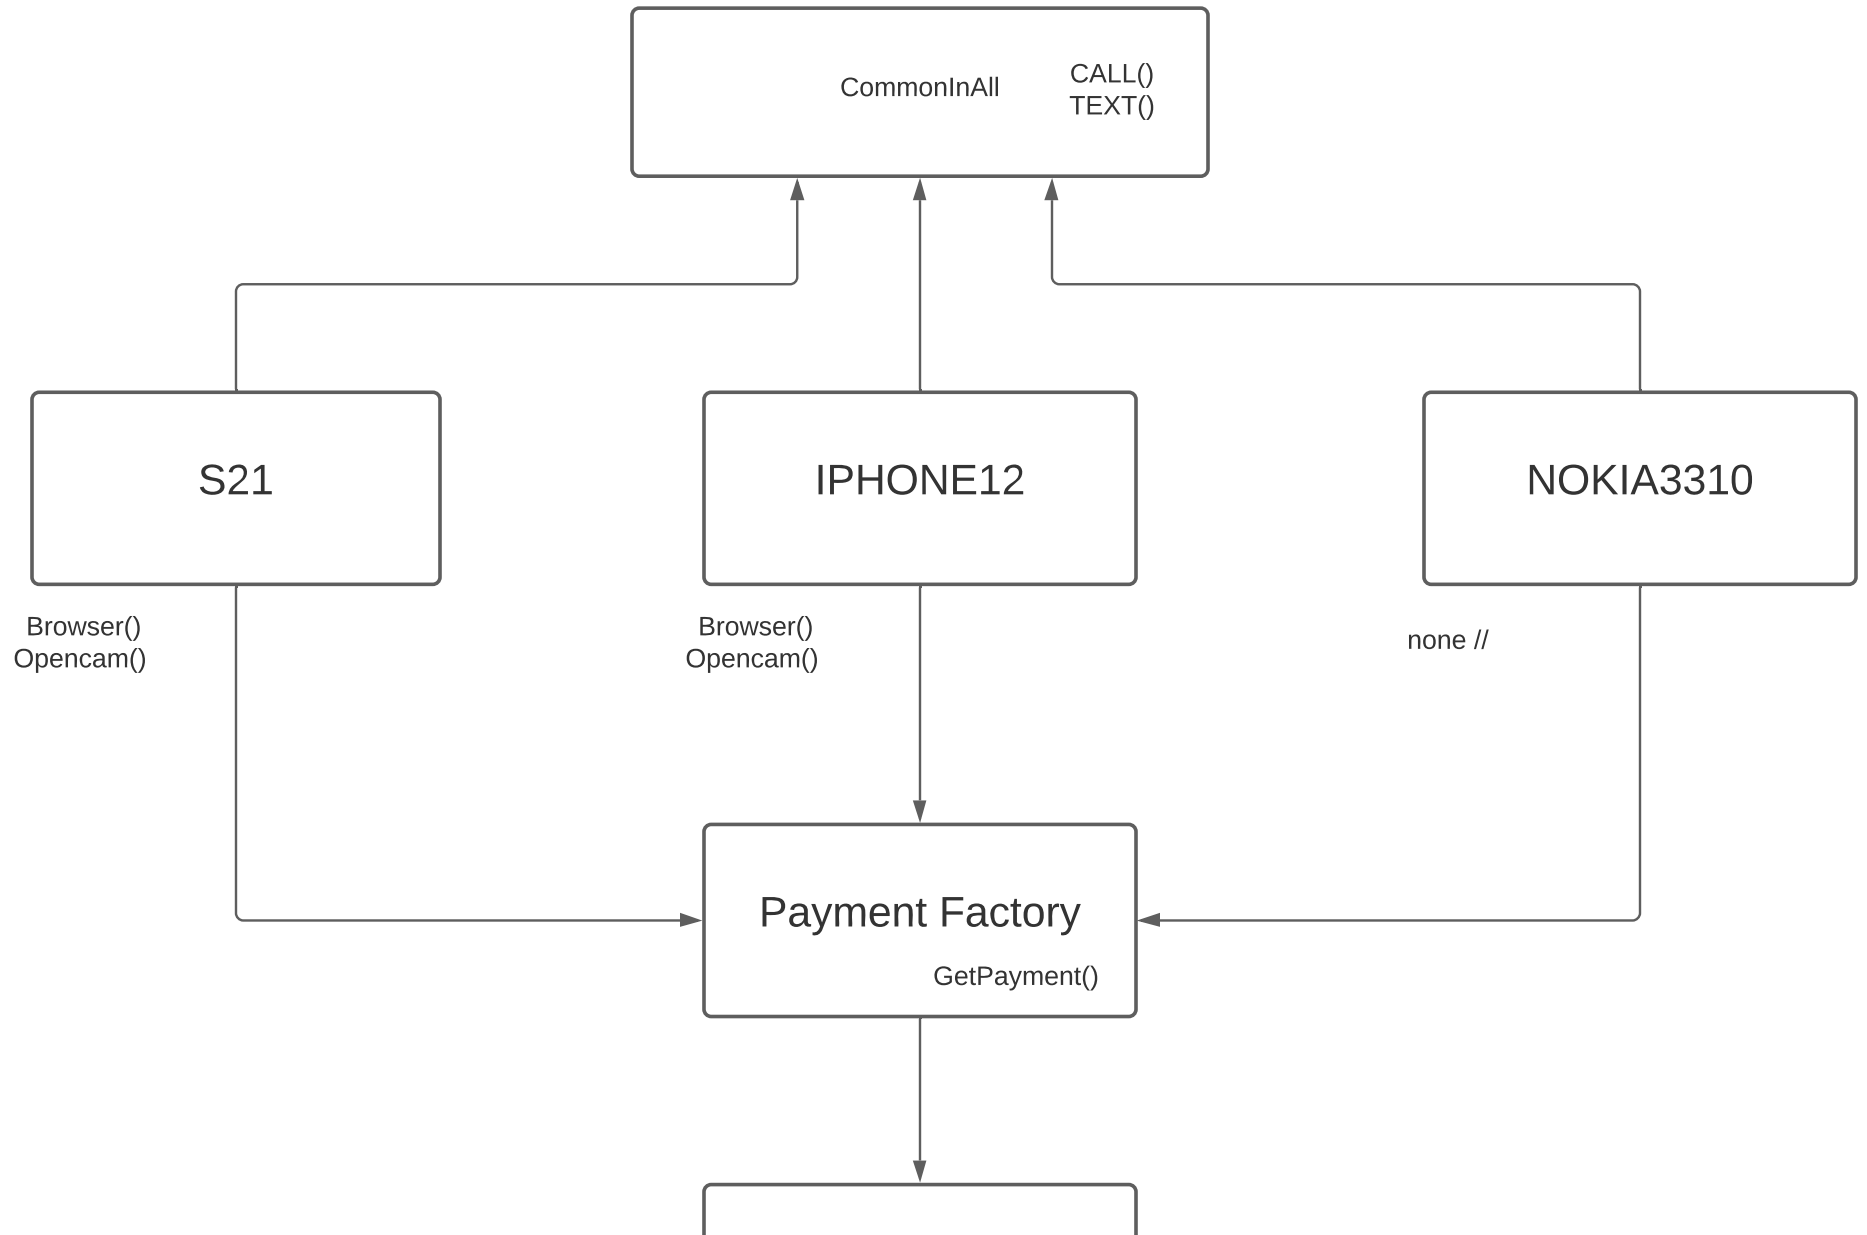 CommonInAll
CALL()
TEXT()
S21
IPHONE12
NOKIA3310
Browser()
Opencam()
Browser()
Opencam()
none //
Payment Factory
GetPayment()